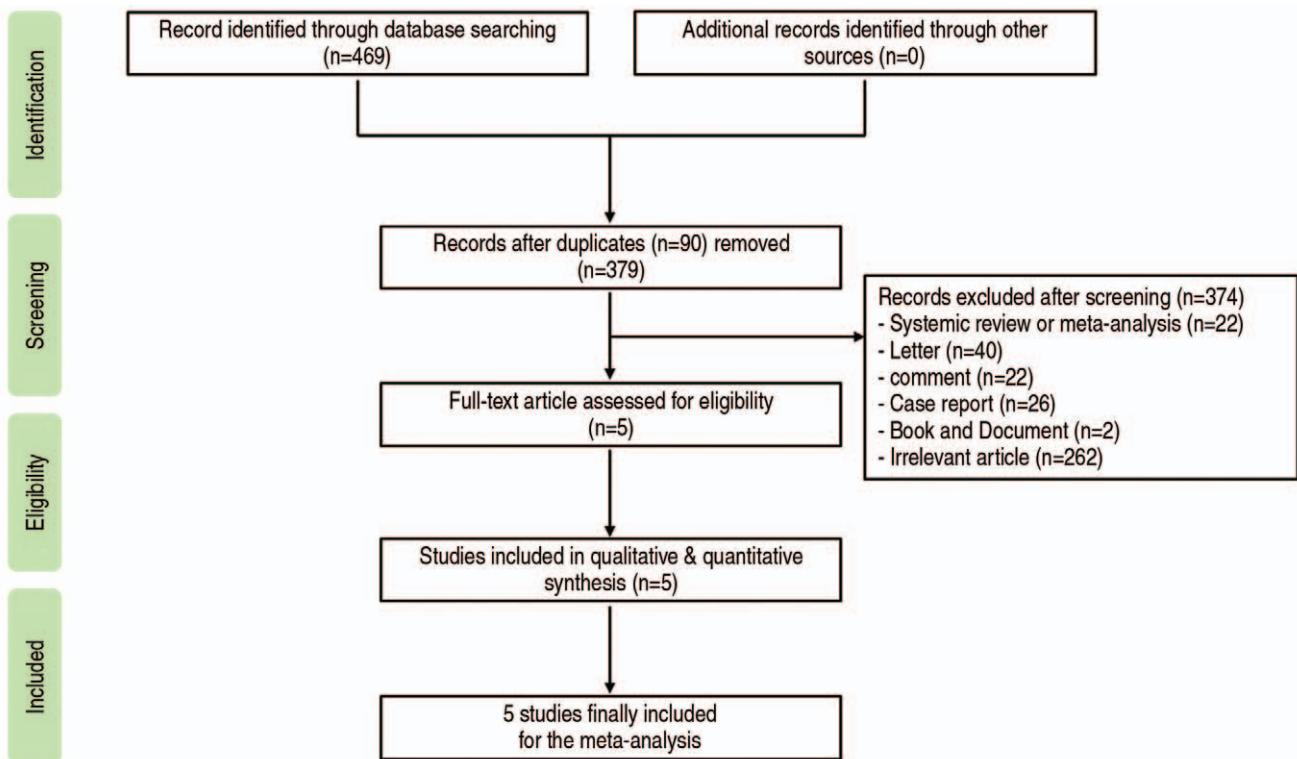 Identification
Record identified through database searching
(n=469)
Additional records identified through other
sources (n=0)
Screening
Records after duplicates (n=90) removed
(n=379)
Records excluded after screening (n=374)
- Systemic review or meta-analysis (n=22)
- Letter (n=40)
- comment (n=22)
- Case report (n=26)
- Book and Document (n=2)
- Irrelevant article (n=262)
Full-text article assessed for eligibility
(n=5)
Eligibility
Studies included in qualitative & quantitative
synthesis (n=5)
Included
5 studies finally included
for the meta-analysis